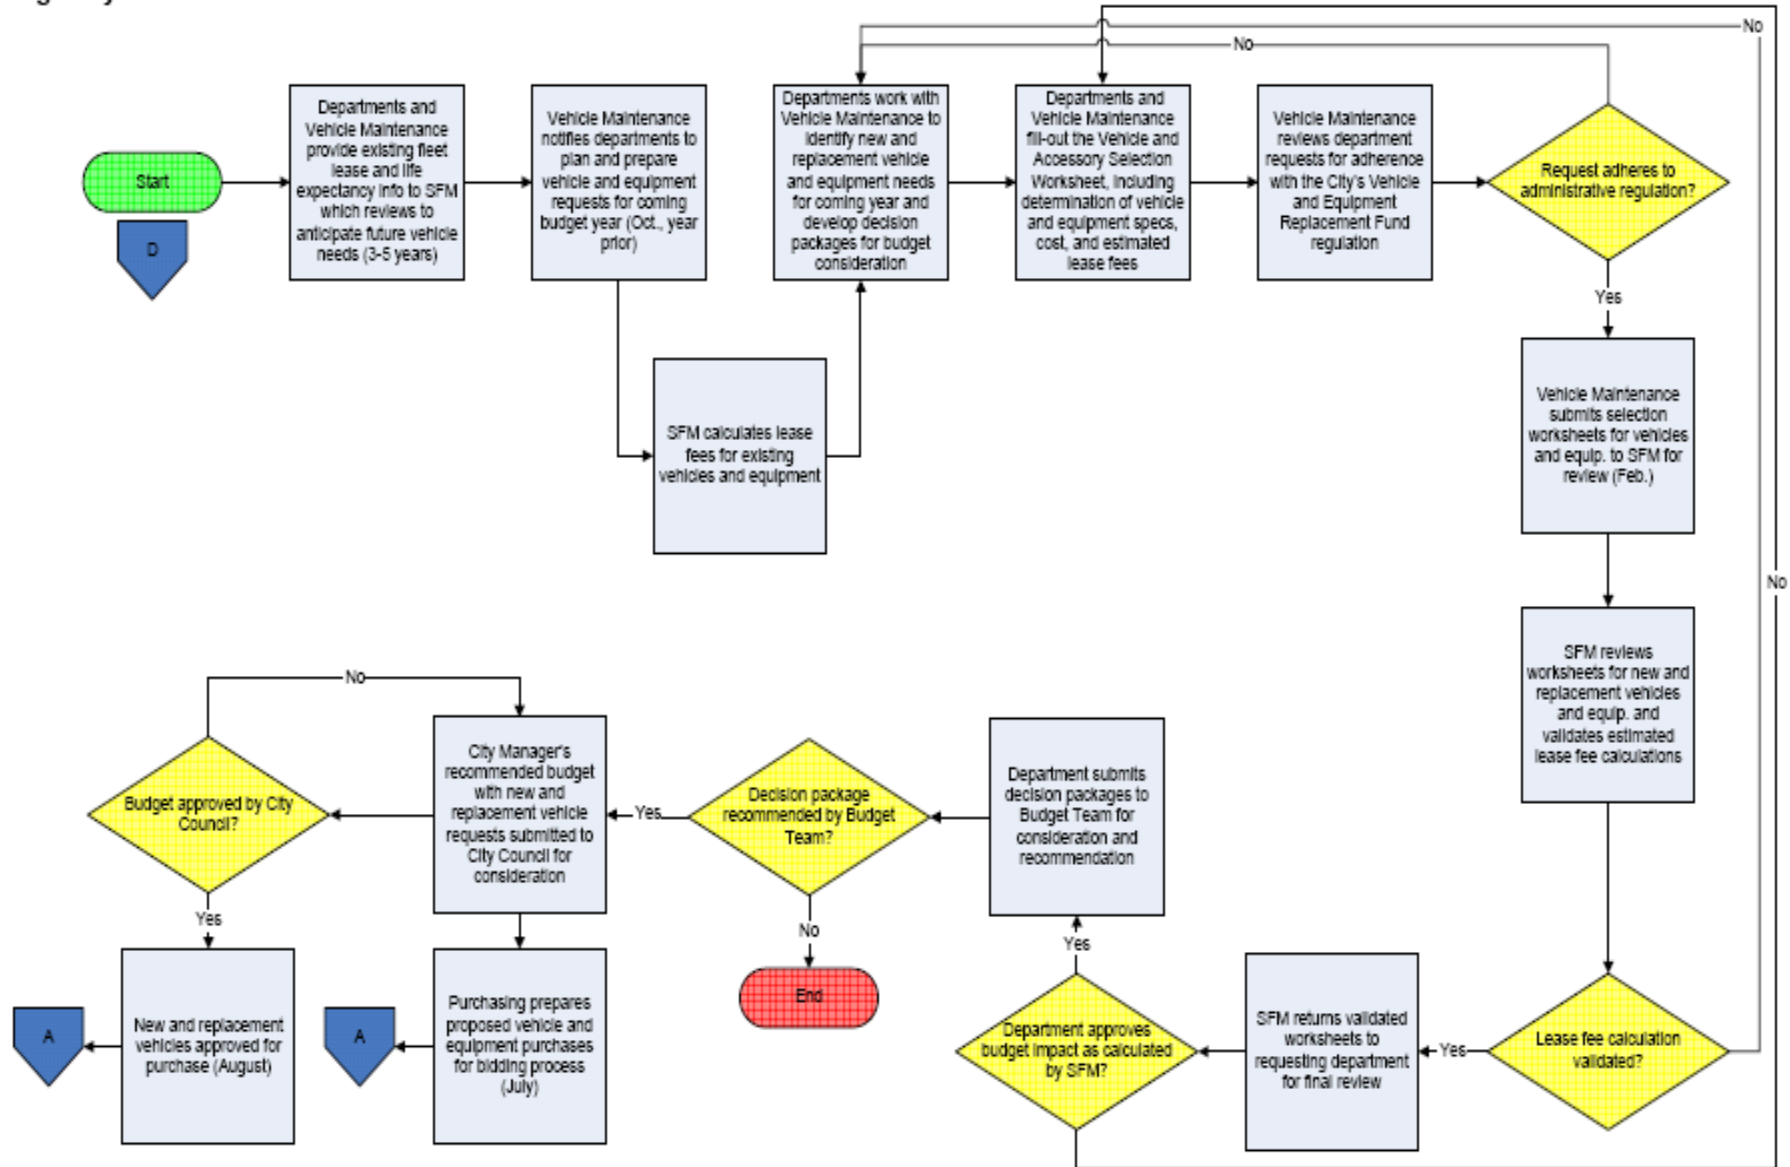 No
No
Departments and
Vehicle Maintenance
provide existing fleet
lease and life
expectancy info to SFM
which reviews to
anticipate future vehicle
needs (3-5 years)
Vehicle Maintenance
notifies departments to
plan and prepare
vehicle and equipment
requests for coming
budget year (Oct., year
prior)
Departments work with
Vehicle Maintenance to
identify new and
replacement vehicle
and equipment needs
for coming year and
develop decision
packages for budget
consideration
Departments and
Vehicle Maintenance
fill-out the Vehicle and
Accessory Selection
Worksheet, including
determination of vehicle
and equipment specs,
cost, and estimated
lease fees
Vehicle Maintenance
reviews department
requests for adherence
with the City's Vehicle
and Equipment
Replacement Fund
regulation
Start
D
Request adheres to
administrative regulation?
Yes
SFM calculates lease
fees for existing
vehicles and equipment
Vehicle Maintenance
submits selection
worksheets for vehicles
and equip. to SFM for
review (Feb.)
No
SFM reviews
worksheets for new and
replacement vehicles
and equip. and
validates estimated
lease fee calculations
No
Budget approved by City
Council?
City Manager's
recommended budget
with new and
replacement vehicle
requests submitted to
City Council for
consideration
Yes
Decision package
recommended by Budget
Team?
Department submits
decision packages to
Budget Team for
consideration and
recommendation
Yes
No
Yes
End
A
New and replacement
vehicles approved for
purchase (August)
A
Purchasing prepares
proposed vehicle and
equipment purchases
for bidding process
(July)
Department approves
budget impact as calculated
by SFM?
SFM returns validated
worksheets to
requesting department
for final review
Yes
Lease fee calculation
validated?